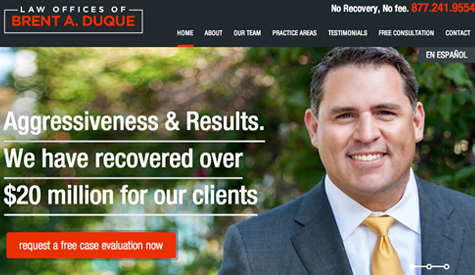 LAW OFFICES OF
BRENT A. DUQUE
No Recovery, No fee. 877.241.9554
HOME ABOUT OUR TEAM PRACTICE AREAS TESTIMONIALS FREE CONSULTATION CONTACT
EN ESPAÑOL
Aggressiveness & Results.
We have recovered over
$20 million for our clients
request a free case evaluation now